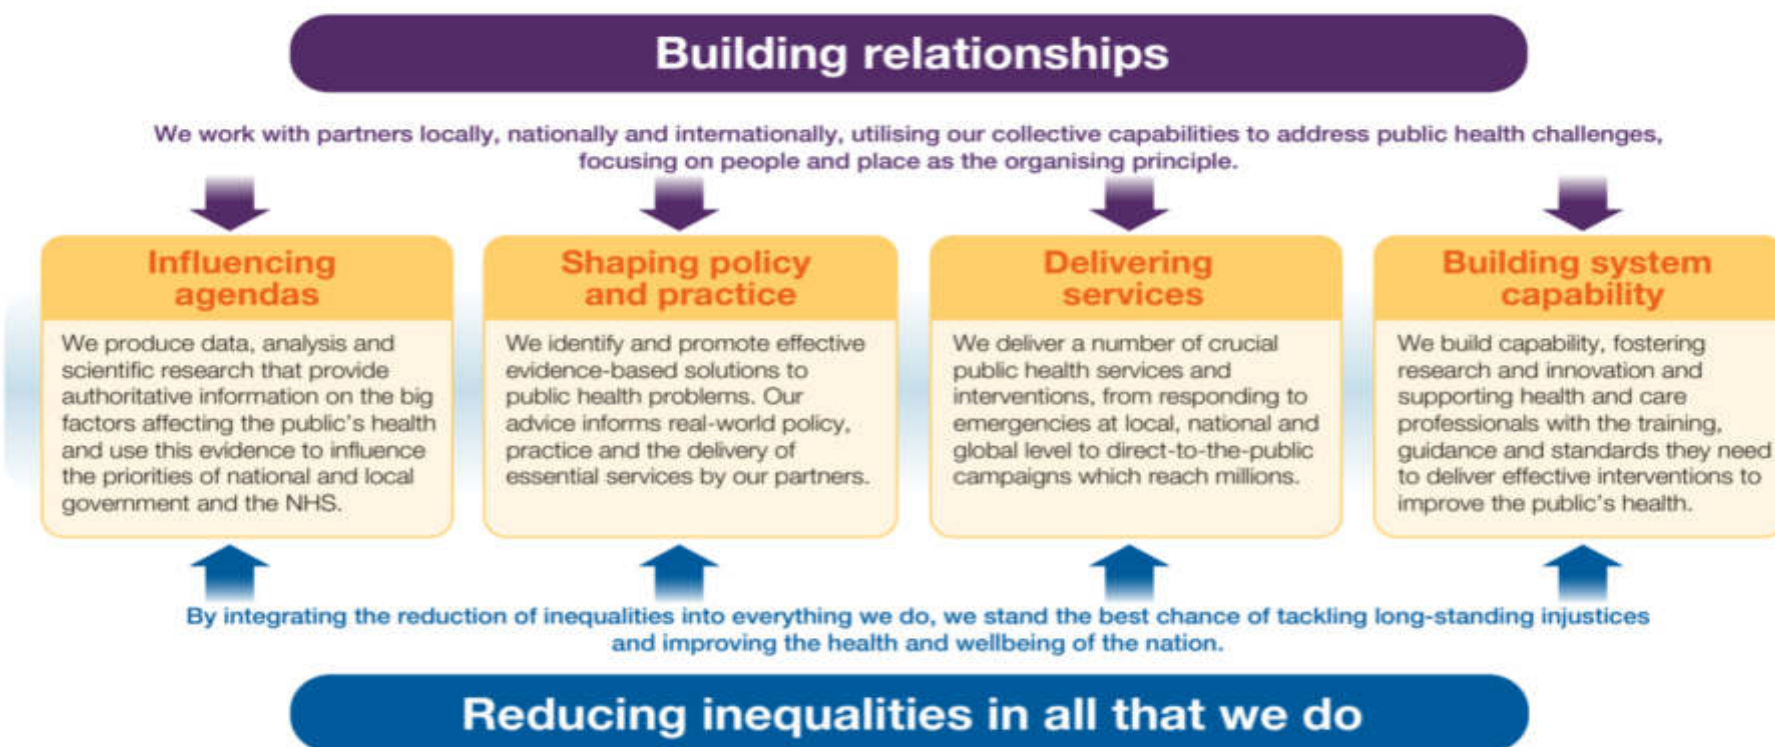 Building relationships
We work with partners locally, nationally and internationally, utilising our collective capabilities to address public health challenges,
focusing on people and place as the organising principle.
Influencing
agendas
We produce data, analysis and
scientific research that provide
authoritative information on the big
factors affecting the public's health
and use this evidence to influence
the priorities of national and local
government and the NHS.
Shaping policy
and practice
We identify and promote effective
evidence-based solutions to
public health problems. Our
advice informs real-world policy,
practice and the delivery of
essential services by our partners.
Delivering
services
We deliver a number of crucial
public health services and
interventions, from responding to
emergencies at local, national and
global level to direct-to-the-public
campaigns which reach millions.
Building system
capability
We build capability, fostering
research and innovation and
supporting health and care
professionals with the training,
guidance and standards they need
to deliver effective interventions to
improve the public's health.
By integrating the reduction of inequalities into everything we do, we stand the best chance of tackling long-standing injustices
and improving the health and wellbeing of the nation.
Reducing inequalities in all that we do